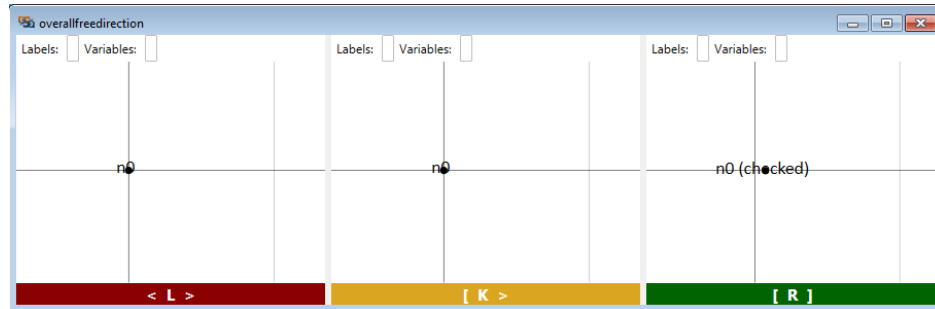 overallfreedirection
Labels: Variables: Labels: Variables: Labels: Variables:
n0 n0 n0 (checked)
< L > [ K > [ R ]